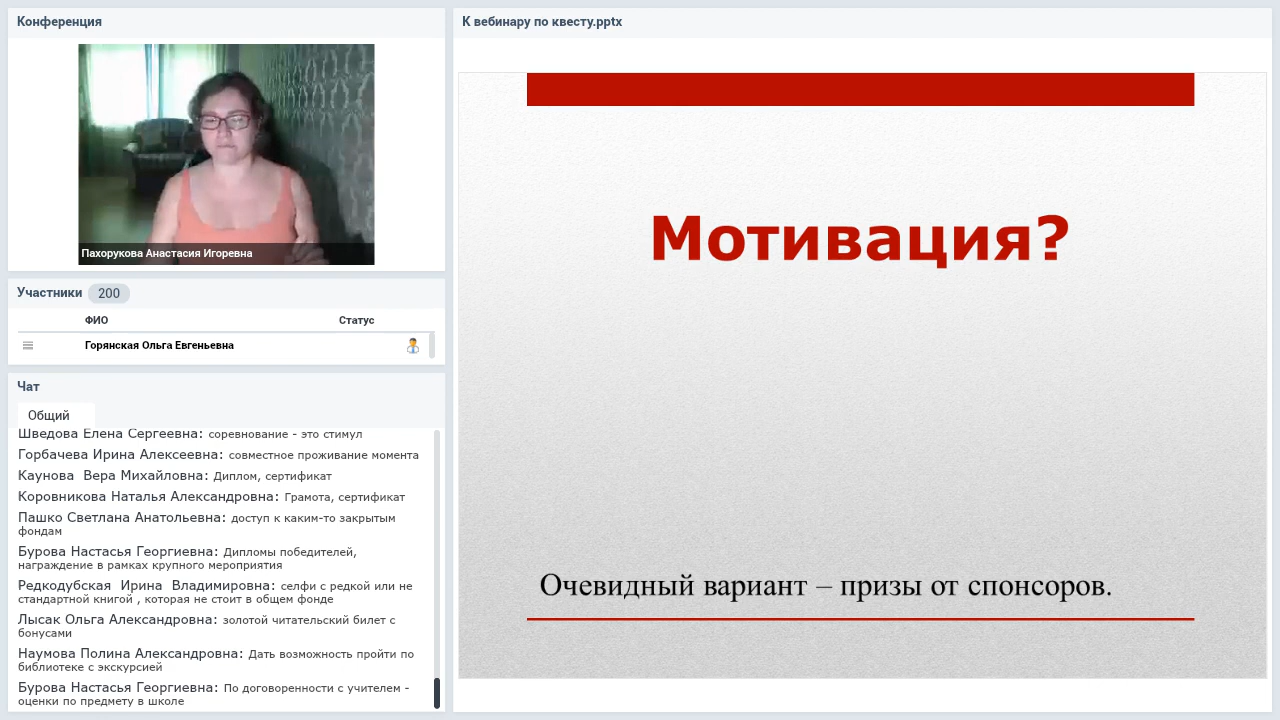 Конференция
Пахорукова Анастасия Игоревна
Участники 200
ФИО Статус
Горянская Ольга Евгеньевна
Чат
Общий
Шведова Елена Сергеевна: соревнование - это стимул
Горбачева Ирина Алексеевна: совместное проживание момента
Каунова Вера Михайловна: Диплом, сертификат
Коровникова Наталья Александровна: Грамота, сертификат
Пашко Светлана Анатольевна: доступ к каким-то закрытым
фондам
Бурова Настасья Георгиевна: Дипломы победителей,
награждение в рамках крупного мероприятия
Редкодубская Ирина Владимировна: селфи с редкой или не
стандартной книгой , которая не стоит в общем фонде
Лысак Ольга Александровна: золотой читательский билет с
бонусами
Наумова Полина Александровна: Дать возможность пройти по
библиотеке с экскурсией
Бурова Настасья Георгиевна: По договоренности с учителем -
оценки по предмету в школе
К вебинару по квесту.pptx
Мотивация?
Очевидный вариант – призы от спонсоров.